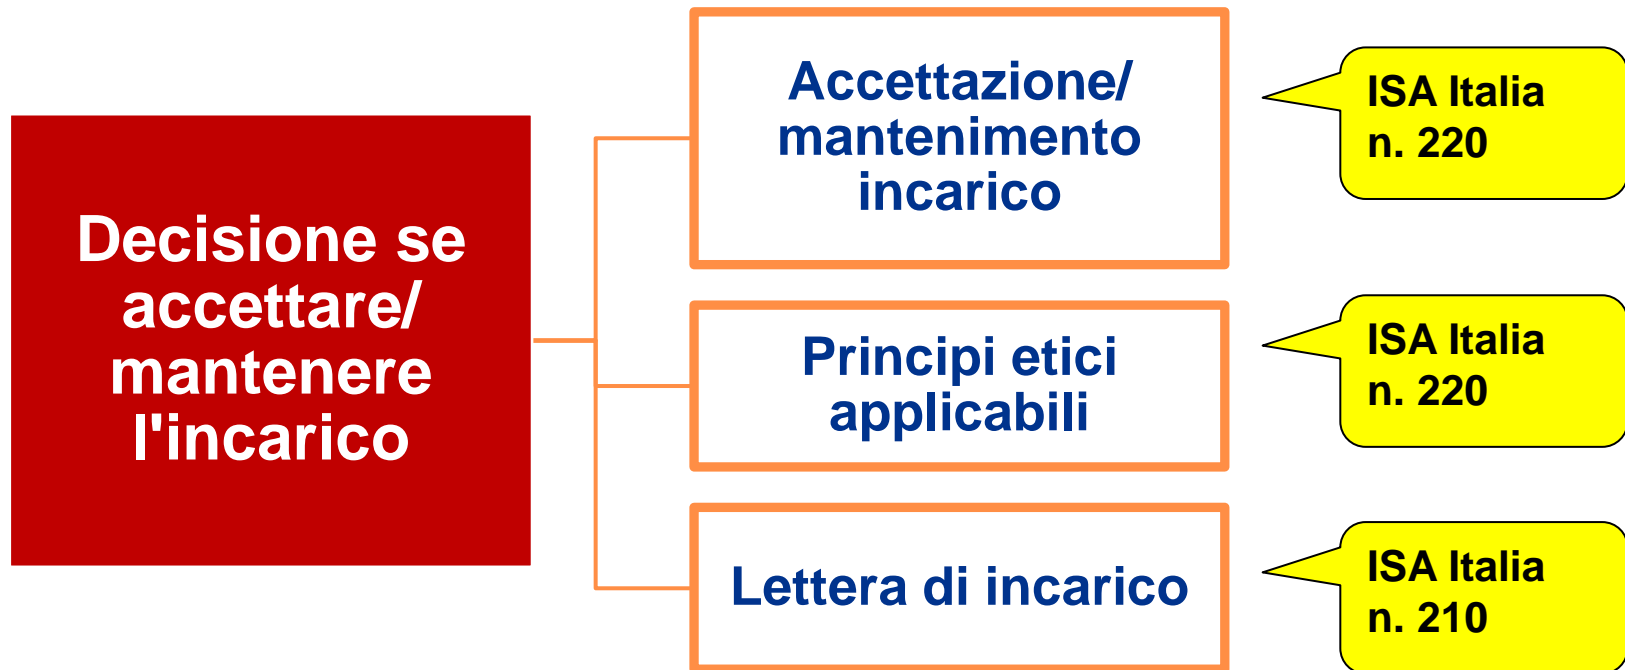 Decisione se
accettare/
mantenere
l'incarico
Accettazione/
mantenimento
incarico
ISA Italia
n. 220
Principi etici
applicabili
ISA Italia
n. 220
Lettera di incarico
ISA Italia
n. 210